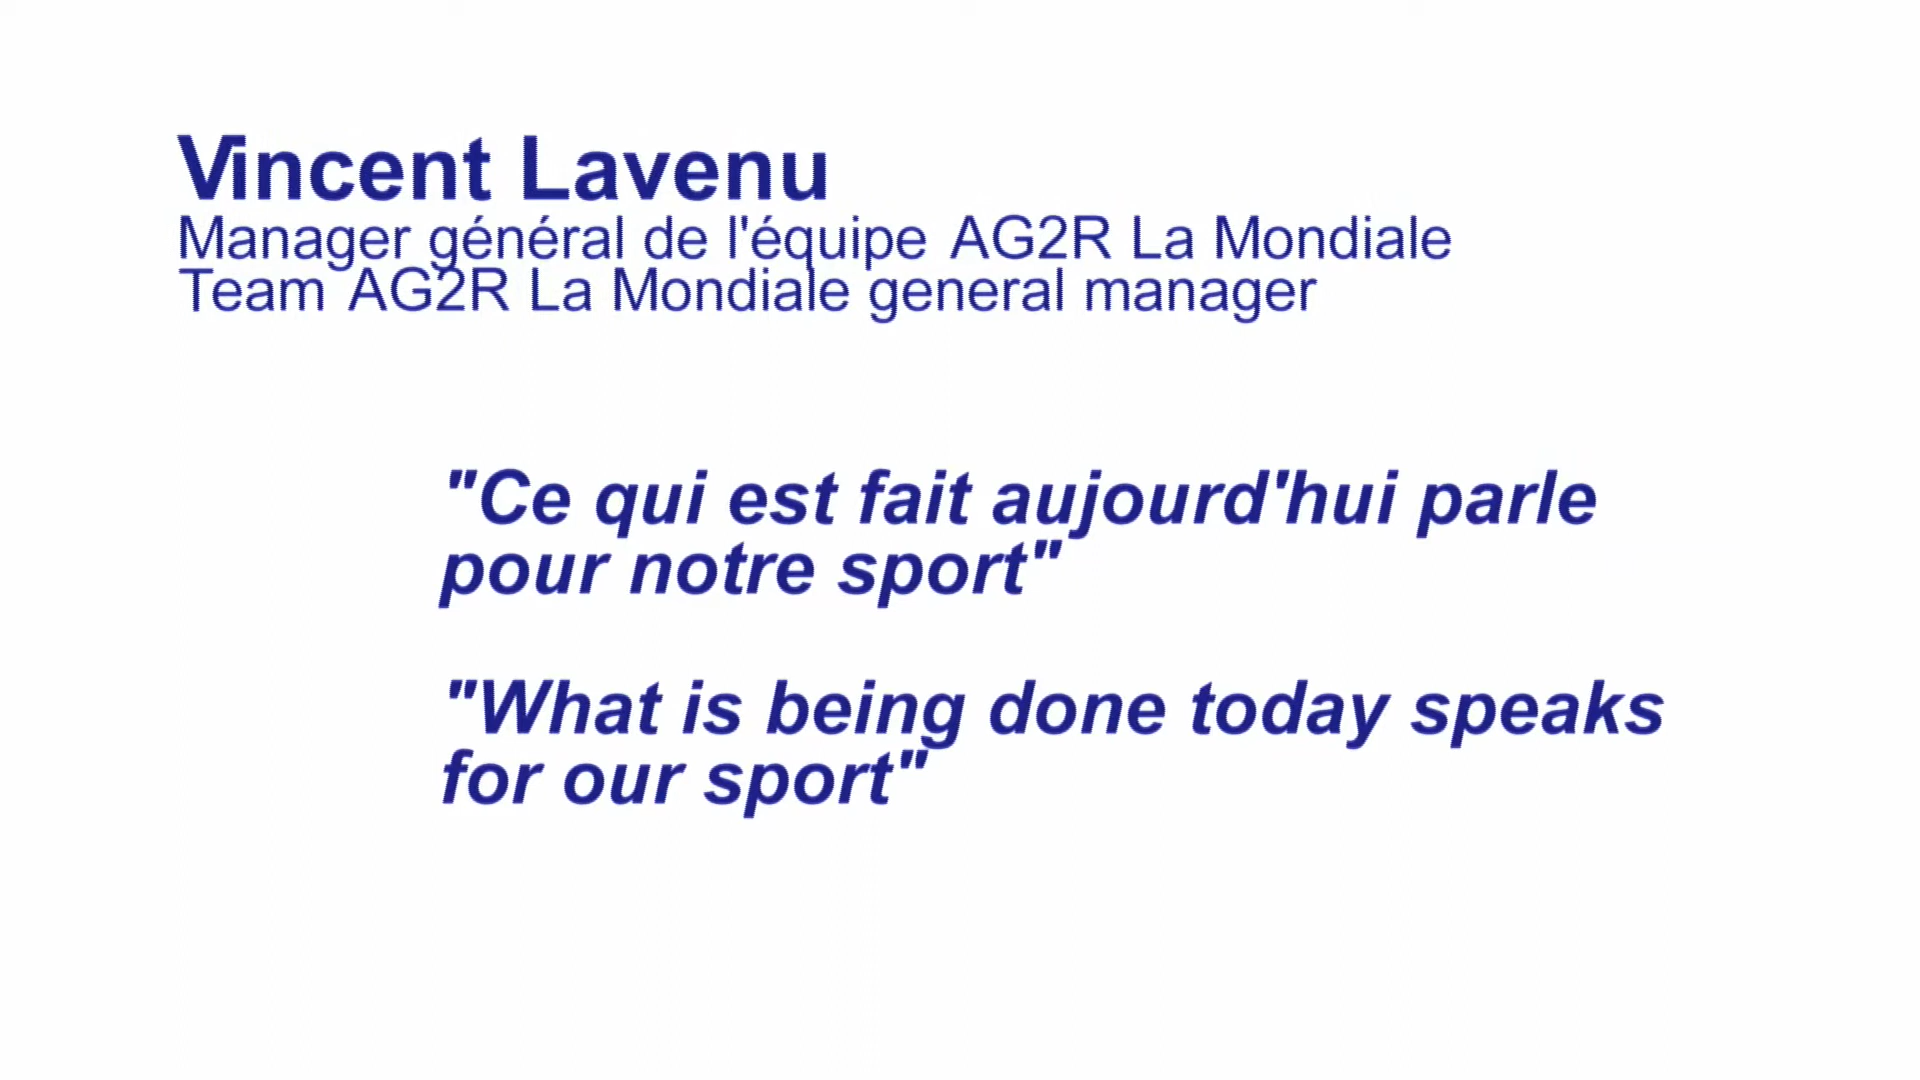 Vincent Lavenu
Manager général de l'équipe AG2R La Mondiale
Team AG2R La Mondiale general manager
"Ce qui est fait aujourd'hui parle
pour notre sport"
"What is being done today speaks
for our sport"